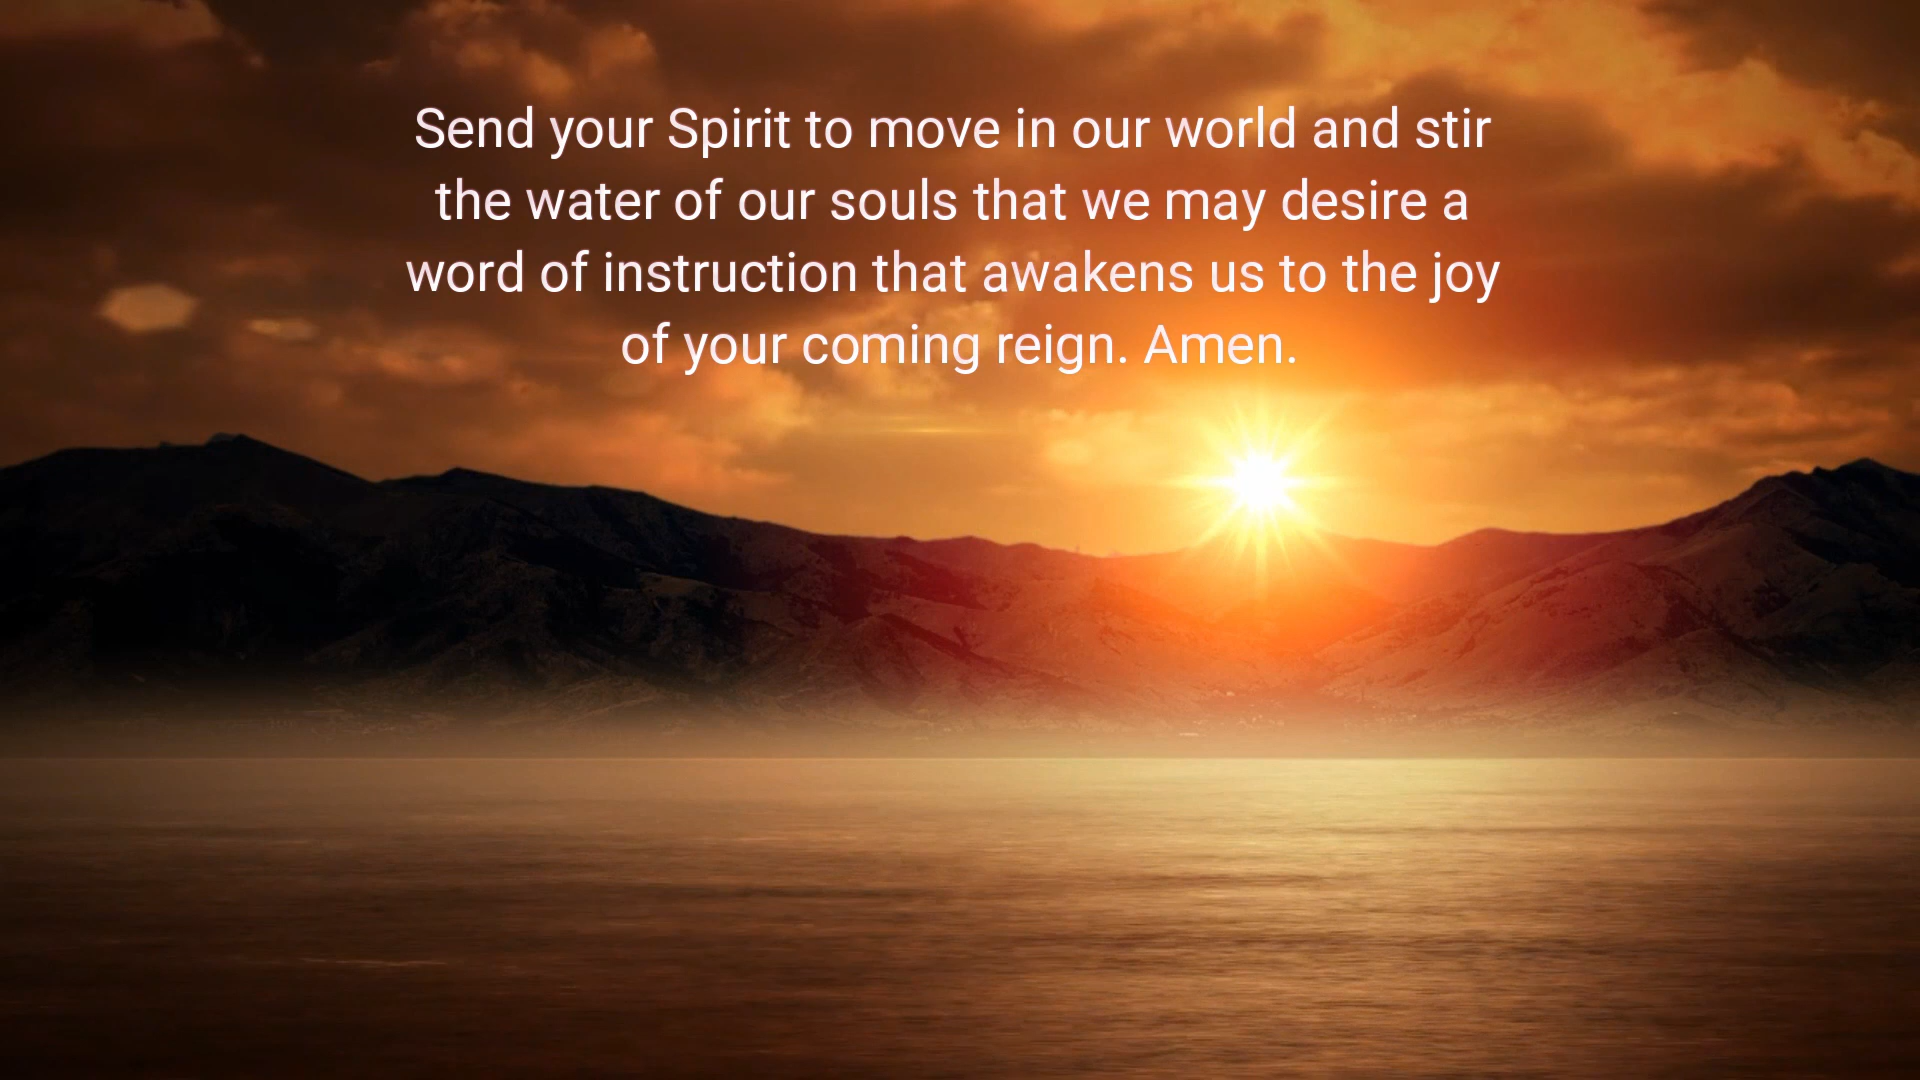 Send your Spirit to move in our world and stir
the water of our souls that we may desire a
word of instruction that awakens us to the joy
of your coming reign. Amen.